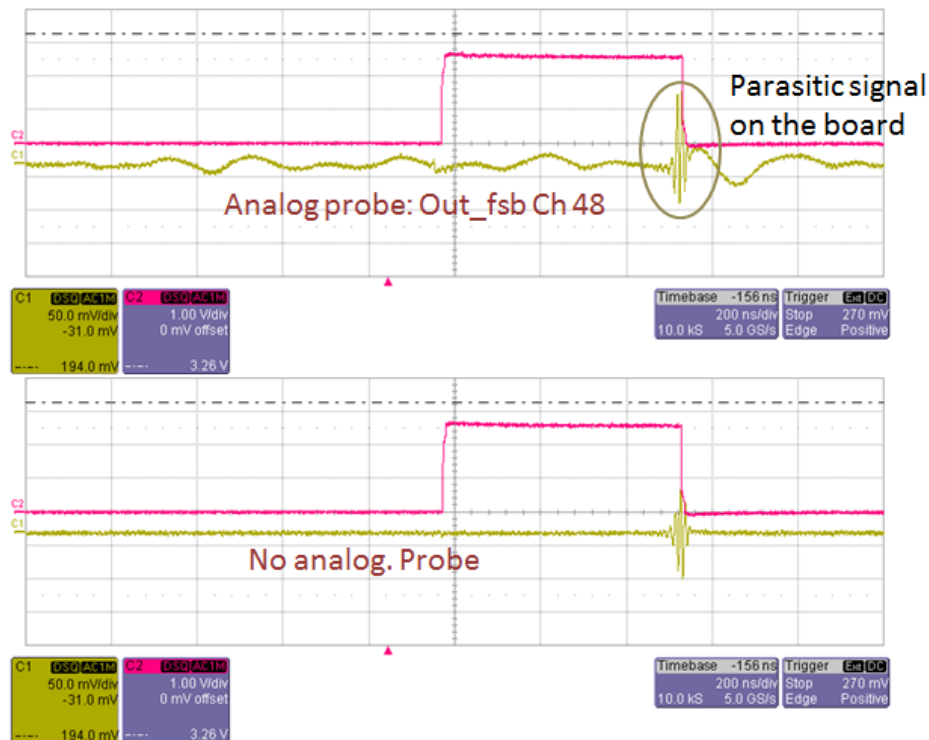 Parasitic signal
on the board
C2
C1
Analog probe: Out_fsb Ch 48
C1 DSQ AC1M
50.0 mV/div
-31.0 mV
194.0 mV
C2 DSQ AC1M
1.00 V/div
0 mV offset
3.26 V
Timebase -156 ns
200 ns/div
10.0 kS 5.0 GS/s
Trigger Ext DC
Stop 270 mV
Edge Positive
C2
C1
No analog. Probe
C1 DSQ AC1M
50.0 mV/div
-31.0 mV
194.0 mV
C2 DSQ AC1M
1.00 V/div
0 mV offset
3.26 V
Timebase -156 ns
200 ns/div
10.0 kS 5.0 GS/s
Trigger Ext DC
Stop 270 mV
Edge Positive